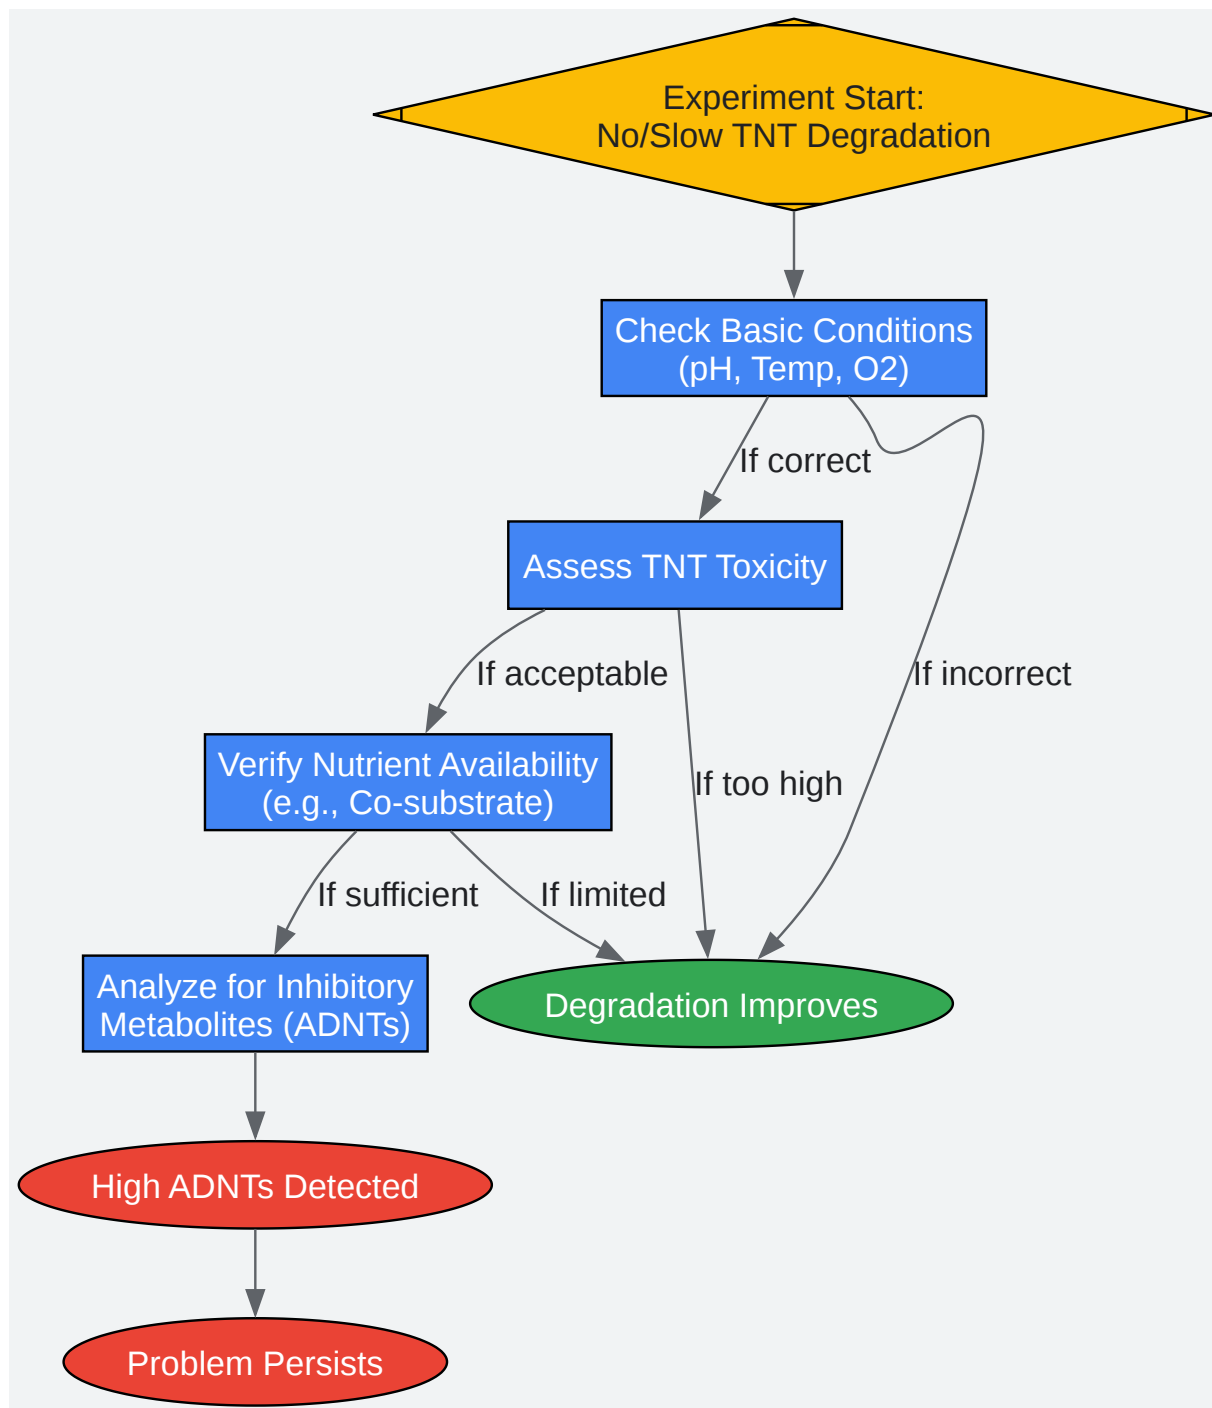 Experiment Start:
No/Slow TNT Degradation
Check Basic Conditions
(pH, Temp, O2)
If correct
Assess TNT Toxicity
If acceptable
If incorrect
Verify Nutrient Availability
(e.g., Co-substrate)
If too high
If sufficient
If limited
Analyze for Inhibitory
Metabolites (ADNTs)
Degradation Improves
High ADNTs Detected
Problem Persists